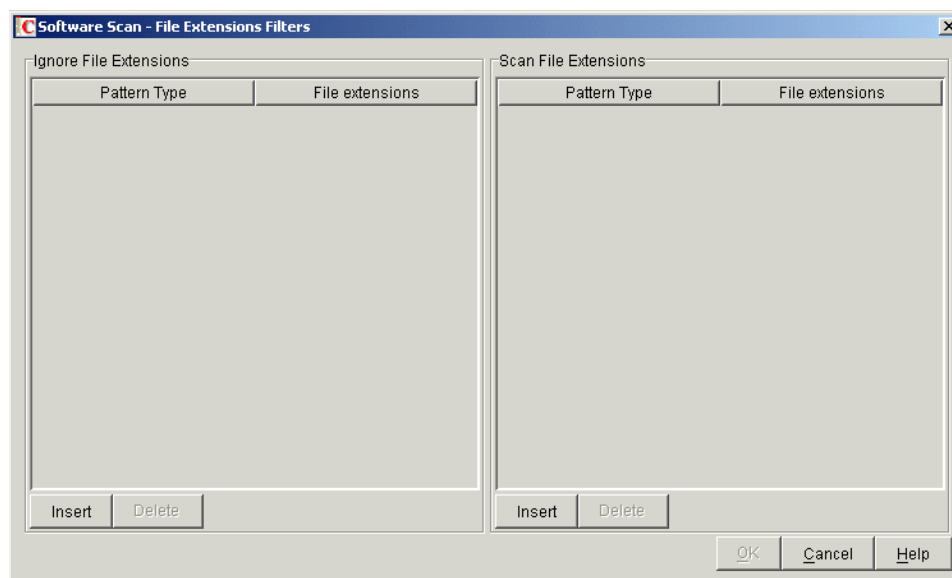 Software Scan - File Extensions Filters
Ignore File Extensions
Pattern Type File extensions
Insert Delete
Scan File Extensions
Pattern Type File extensions
Insert Delete
OK Cancel Help